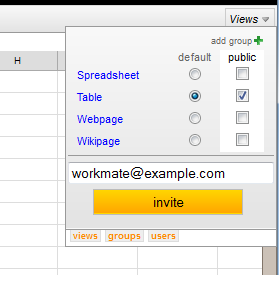 Views
add group
H
default public
Spreadsheet
Table
Webpage
Wikipage
workmate@example.com
invite
views groups users